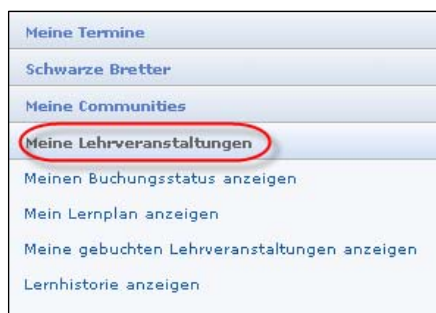 Meine Termine
Schwarze Bretter
Meine Communities
Meine Lehrveranstaltungen
Meinen Buchungsstatus anzeigen
Mein Lernplan anzeigen
Meine gebuchten Lehrveranstaltungen anzeigen
Lernhistorie anzeigen